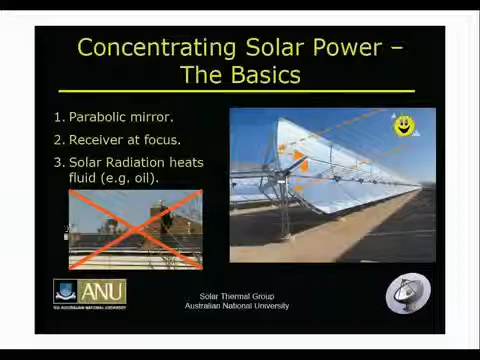 Concentrating Solar Power –
The Basics
1. Parabolic mirror.
2. Receiver at focus.
3. Solar Radiation heats
fluid (e.g, oil).
ANU
THE AUSTRALIAN NATIONAL UNIVERSITY
Solar Thermal Group
Australian National University